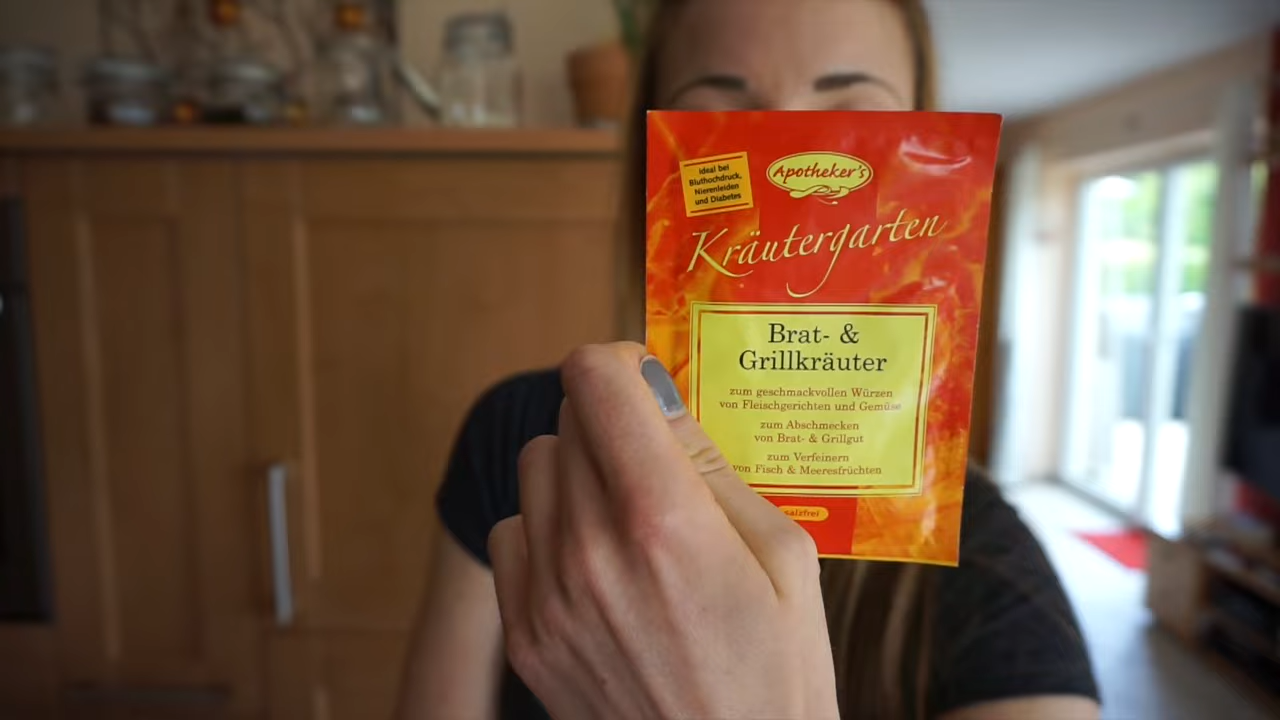 ideal bei
Bluthochdruck,
Nierenleiden
und Diabetes
Apotheker's
Kräutergarten
Brat- &
Grillkräuter
zum geschmackvollen Würzen
von Fleischgerichten und Gemüse
zum Abschmecken
von Brat- & Grillgut
zum Verfeinern
von Fisch & Meeresfrüchten
salzfrei